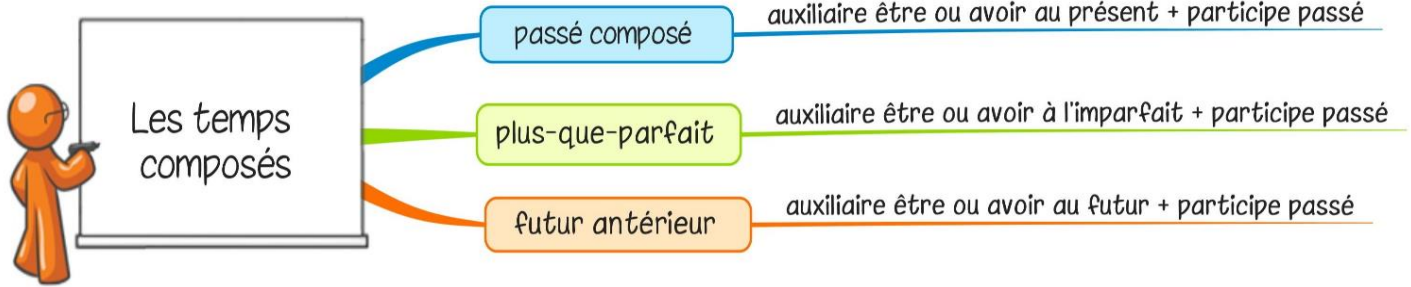 Les temps
composés
passé composé
auxiliaire être ou avoir au présent + participe passé
plus-que-parfait
auxiliaire être ou avoir à l'imparfait + participe passé
futur antérieur
auxiliaire être ou avoir au futur + participe passé